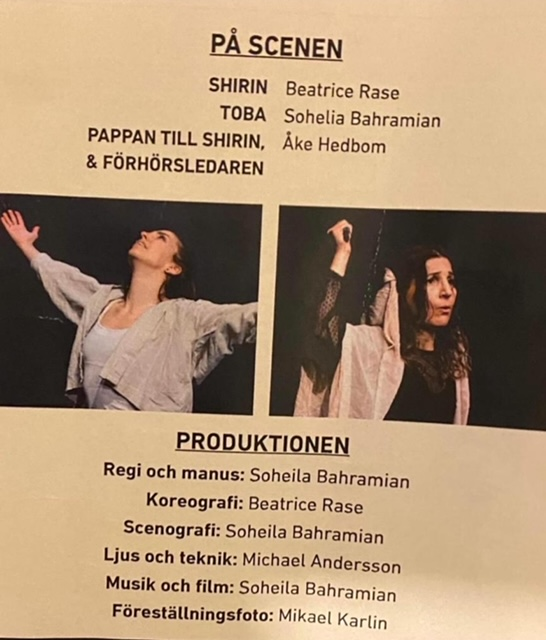 PÅ SCENEN
SHIRIN Beatrice Rase
TOBA Sohelia Bahramian
PAPPAN TILL SHIRIN, Åke Hedbom
& FÖRHÖRSLEDAREN
PRODUKTIONEN
Regi och manus: Soheila Bahramian
Koreografi: Beatrice Rase
Scenografi: Soheila Bahramian
Ljus och teknik: Michael Andersson
Musik och film: Soheila Bahramian
Föreställningsfoto: Mikael Karlin